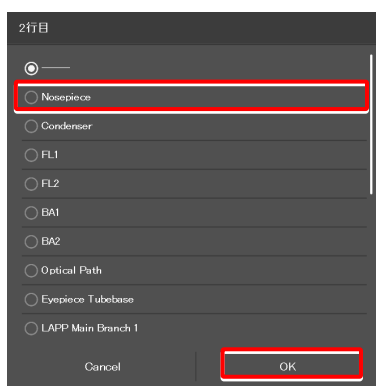 2行目
Nosepiece
Condenser
FL1
FL2
BA1
BA2
Optical Path
Eyepiece Tubebase
LAPP Main Branch 1
Cancel OK